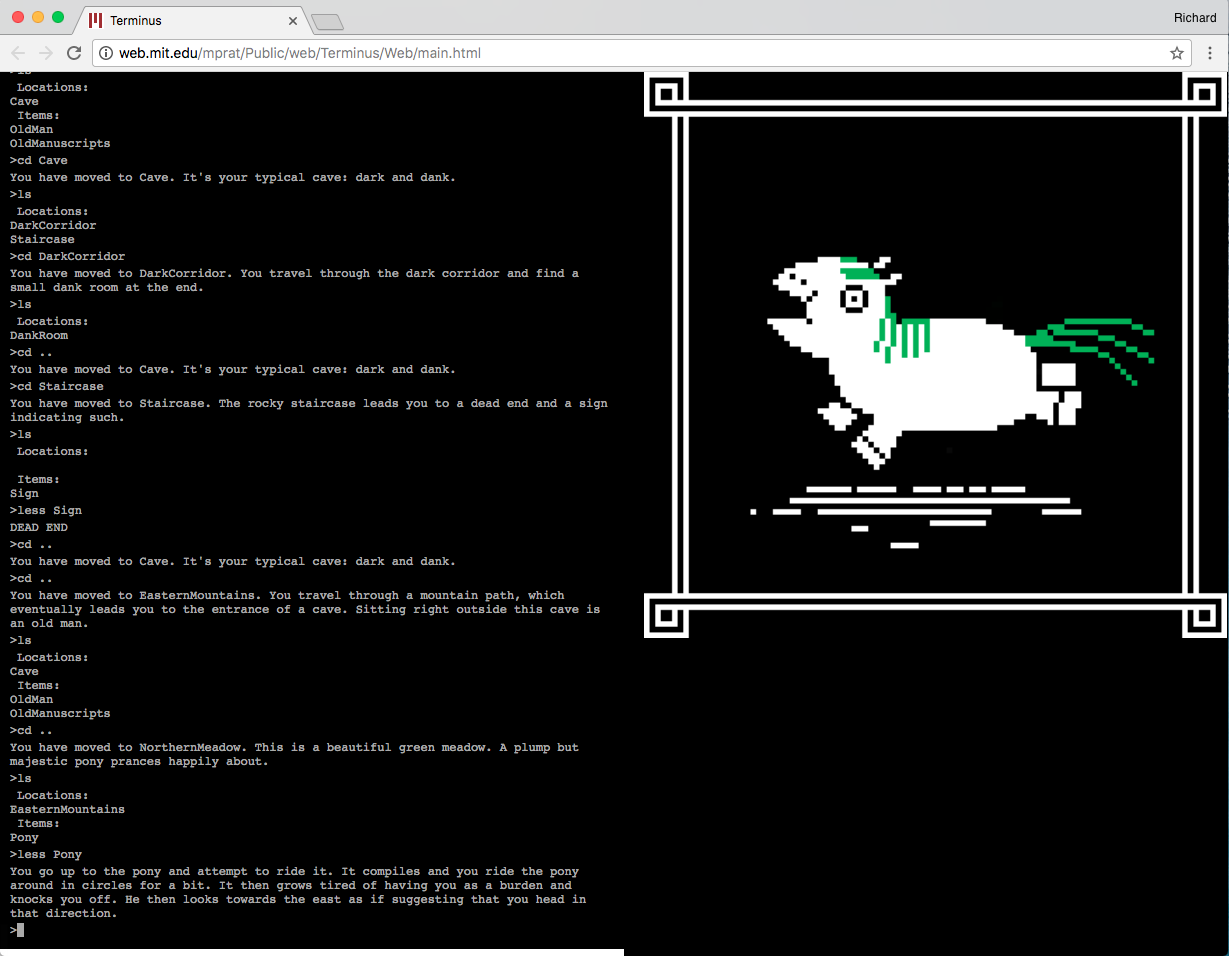 Terminus
Richard
web.mit.edu/mprat/Public/web/Terminus/Web/main.html
>ls
Locations:
Cave
Items:
OldMan
OldManuscripts
>cd Cave
You have moved to Cave. It's your typical cave: dark and dank.
>ls
Locations:
DarkCorridor
Staircase
>cd DarkCorridor
You have moved to DarkCorridor. You travel through the dark corridor and find a
small dank room at the end.
>ls
Locations:
DankRoom
>cd ..
You have moved to Cave. It's your typical cave: dark and dank.
>cd Staircase
You have moved to Staircase. The rocky staircase leads you to a dead end and a sign
indicating such.
>ls
Locations:
Items:
Sign
>less Sign
DEAD END
>cd ..
You have moved to Cave. It's your typical cave: dark and dank.
>cd ..
You have moved to EasternMountains. You travel through a mountain path, which
eventually leads you to the entrance of a cave. Sitting right outside this cave is
an old man.
>ls
Locations:
Cave
Items:
OldMan
OldManuscripts
>cd ..
You have moved to NorthernMeadow. This is a beautiful green meadow. A plump but
majestic pony prances happily about.
>ls
Locations:
EasternMountains
Items:
Pony
>less Pony
You go up to the pony and attempt to ride it. It compiles and you ride the pony
around in circles for a bit. It then grows tired of having you as a burden and
knocks you off. He then looks towards the east as if suggesting that you head in
that direction.
>